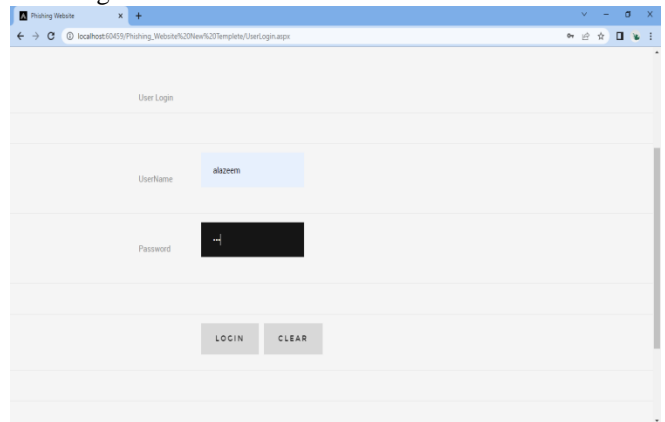 Phishing Website
localhost:60459/Phishing_Website%20New%20Templete/UserLogin.aspx
User Login
UserName alazeem
Password •••
LOGIN CLEAR